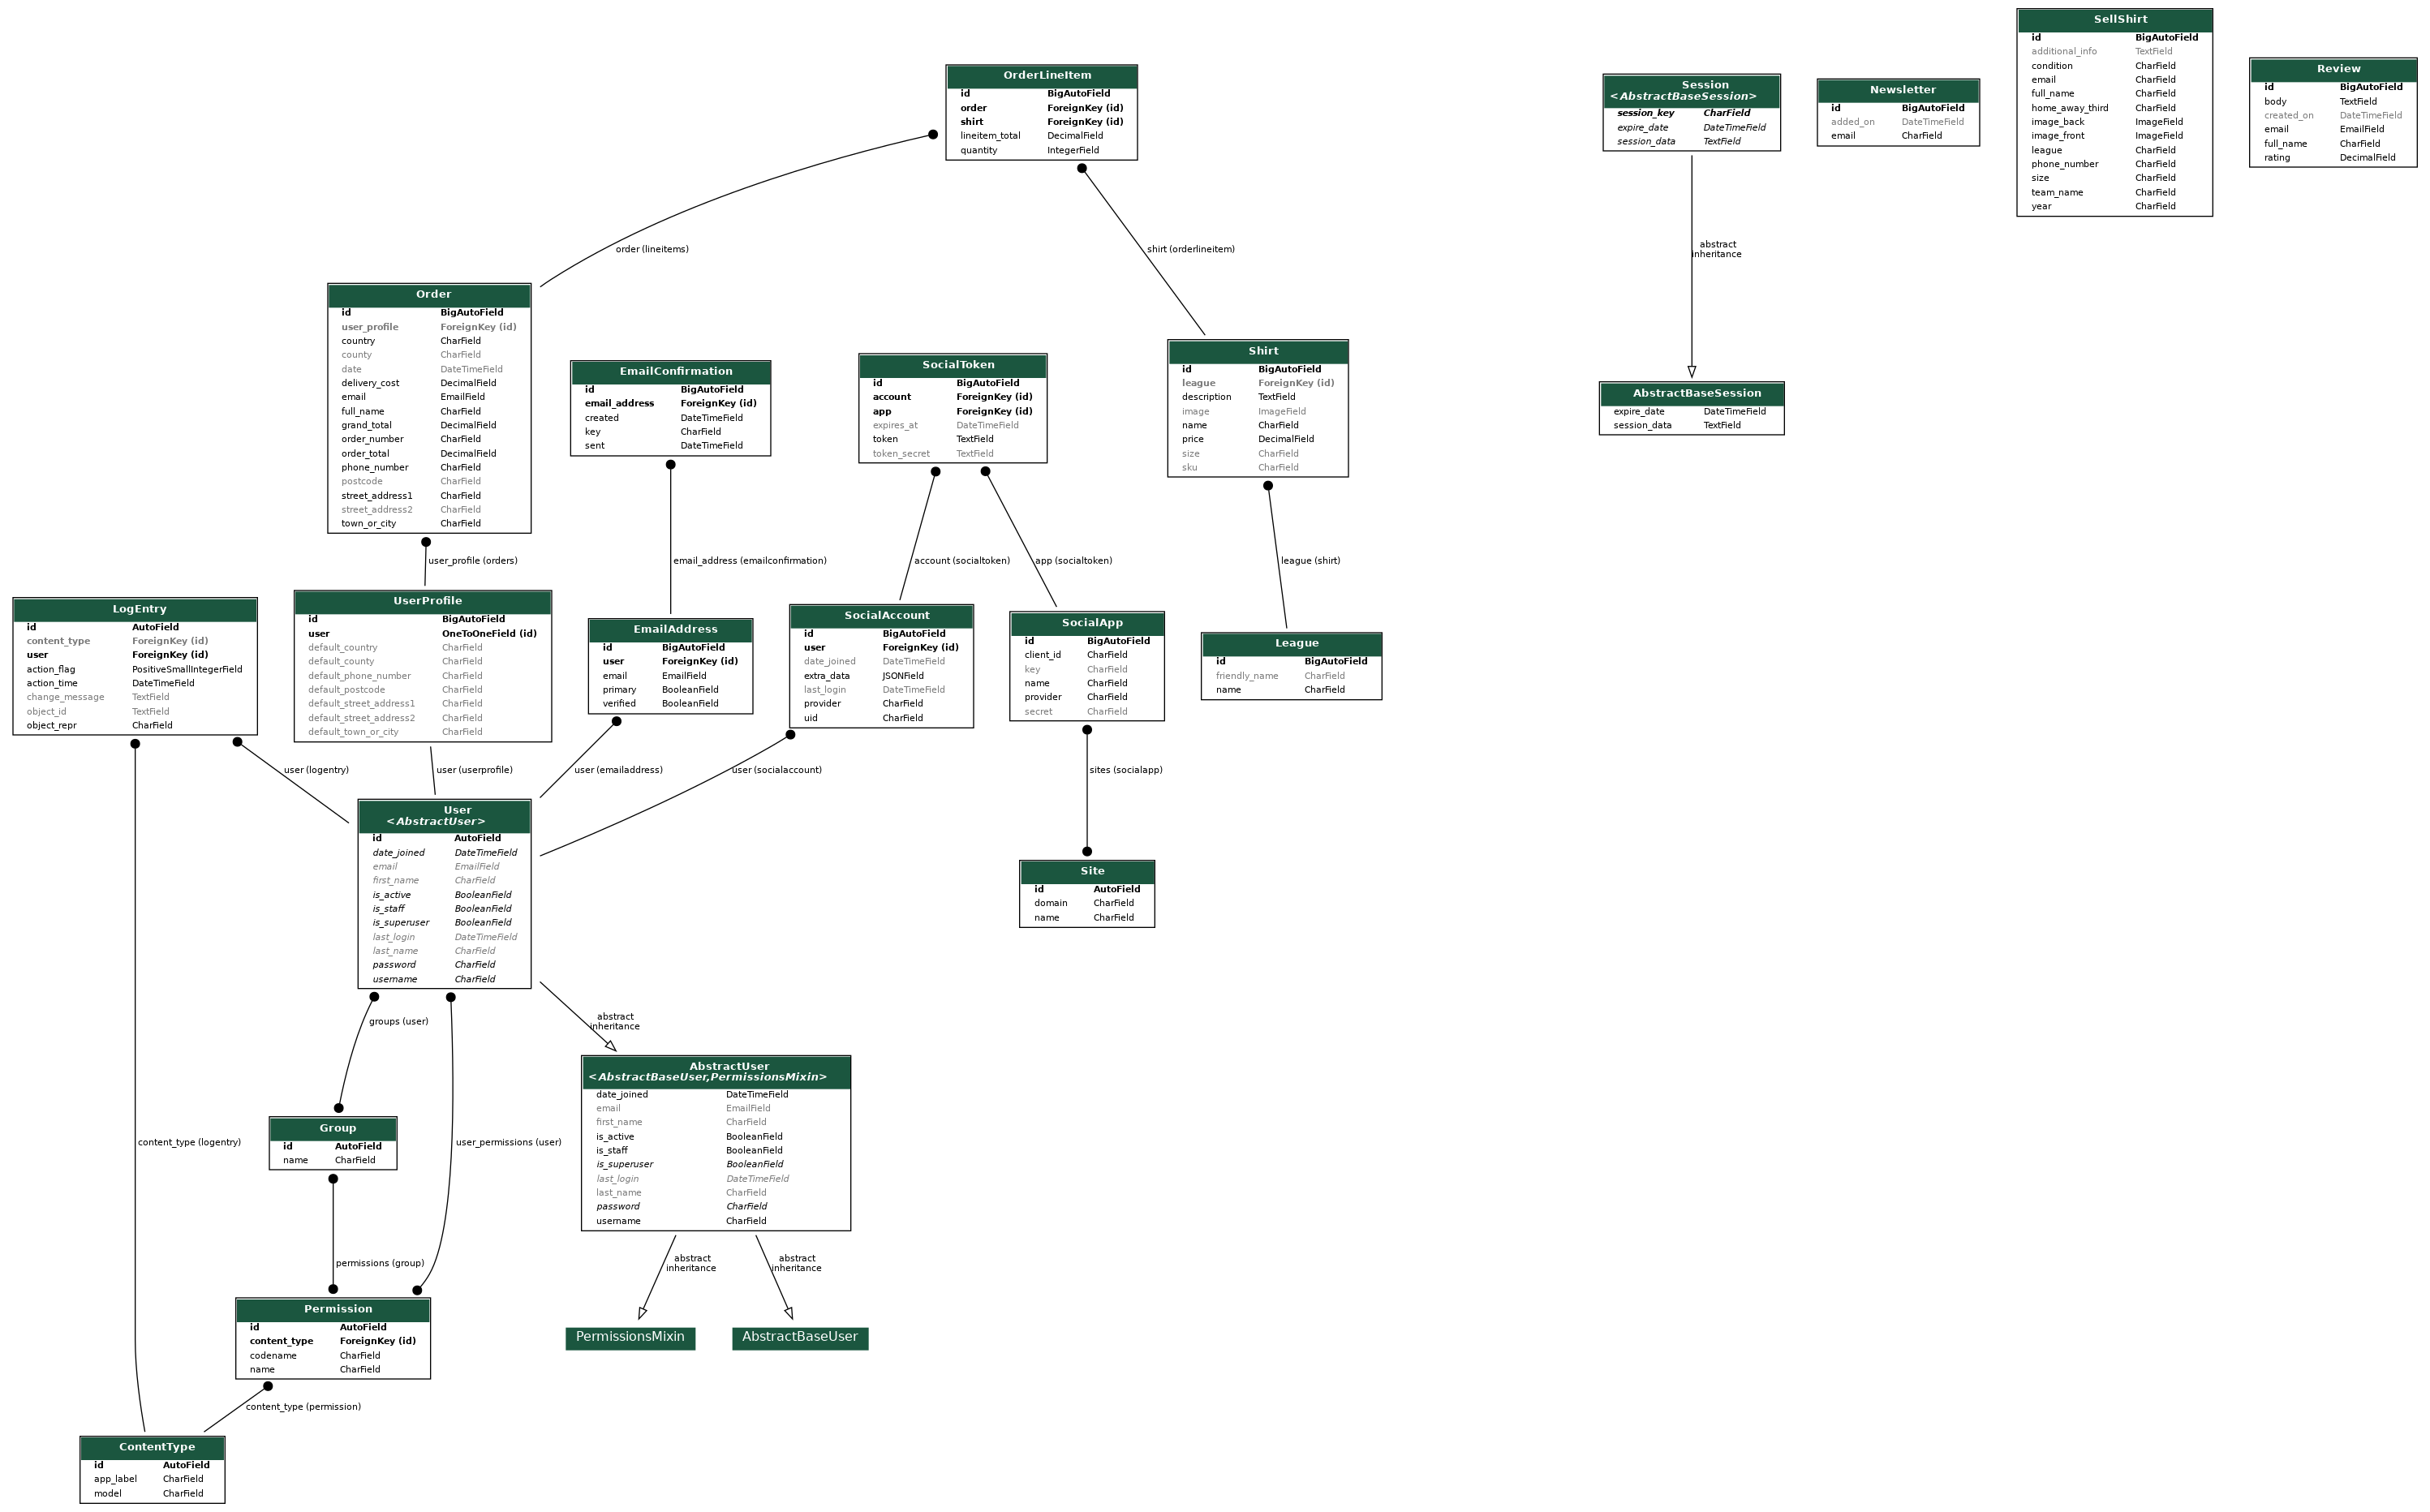 SellShirt
id BigAutoField
additional_info TextField
condition CharField
email CharField
full_name CharField
home_away_third CharField
image_back ImageField
image_front ImageField
league CharField
phone_number CharField
size CharField
team_name CharField
year CharField
Review
id BigAutoField
body TextField
created_on DateTimeField
email EmailField
full_name CharField
rating DecimalField
OrderLineItem
id BigAutoField
order ForeignKey (id)
shirt ForeignKey (id)
lineitem_total DecimalField
quantity IntegerField
Session
<AbstractBaseSession>
session_key CharField
expire_date DateTimeField
session_data TextField
Newsletter
id BigAutoField
added_on DateTimeField
email CharField
order (lineitems)
shirt (orderlineitem)
abstract
inheritance
Order
id BigAutoField
user_profile ForeignKey (id)
country CharField
county CharField
date DateTimeField
delivery_cost DecimalField
email EmailField
full_name CharField
grand_total DecimalField
order_number CharField
order_total DecimalField
phone_number CharField
postcode CharField
street_address1 CharField
street_address2 CharField
town_or_city CharField
EmailConfirmation
id BigAutoField
email_address ForeignKey (id)
created DateTimeField
key CharField
sent DateTimeField
SocialToken
id BigAutoField
account ForeignKey (id)
app ForeignKey (id)
expires_at DateTimeField
token TextField
token_secret TextField
Shirt
id BigAutoField
league ForeignKey (id)
description TextField
image ImageField
name CharField
price DecimalField
size CharField
sku CharField
AbstractBaseSession
expire_date DateTimeField
session_data TextField
user_profile (orders)
email_address (emailconfirmation)
account (socialtoken)
app (socialtoken)
league (shirt)
LogEntry
id AutoField
content_type ForeignKey (id)
user ForeignKey (id)
action_flag PositiveSmallIntegerField
action_time DateTimeField
change_message TextField
object_id TextField
object_repr CharField
UserProfile
id BigAutoField
user OneToOneField (id)
default_country CharField
default_county CharField
default_phone_number CharField
default_postcode CharField
default_street_address1 CharField
default_street_address2 CharField
default_town_or_city CharField
EmailAddress
id BigAutoField
user ForeignKey (id)
email EmailField
primary BooleanField
verified BooleanField
SocialAccount
id BigAutoField
user ForeignKey (id)
date_joined DateTimeField
extra_data JSONField
last_login DateTimeField
provider CharField
uid CharField
SocialApp
id BigAutoField
client_id CharField
key CharField
name CharField
provider CharField
secret CharField
League
id BigAutoField
friendly_name CharField
name CharField
user (logentry)
user (userprofile)
user (emailaddress)
user (socialaccount)
sites (socialapp)
User
<AbstractUser>
id AutoField
date_joined DateTimeField
email EmailField
first_name CharField
is_active BooleanField
is_staff BooleanField
is_superuser BooleanField
last_login DateTimeField
last_name CharField
password CharField
username CharField
Site
id AutoField
domain CharField
name CharField
groups (user)
abstract
inheritance
AbstractUser
<AbstractBaseUser,PermissionsMixin>
date_joined DateTimeField
email EmailField
first_name CharField
is_active BooleanField
is_staff BooleanField
is_superuser BooleanField
last_login DateTimeField
last_name CharField
password CharField
username CharField
Group
id AutoField
name CharField
content_type (logentry)
user_permissions (user)
permissions (group)
abstract
inheritance
abstract
inheritance
Permission
id AutoField
content_type ForeignKey (id)
codename CharField
name CharField
PermissionsMixin
AbstractBaseUser
content_type (permission)
ContentType
id AutoField
app_label CharField
model CharField